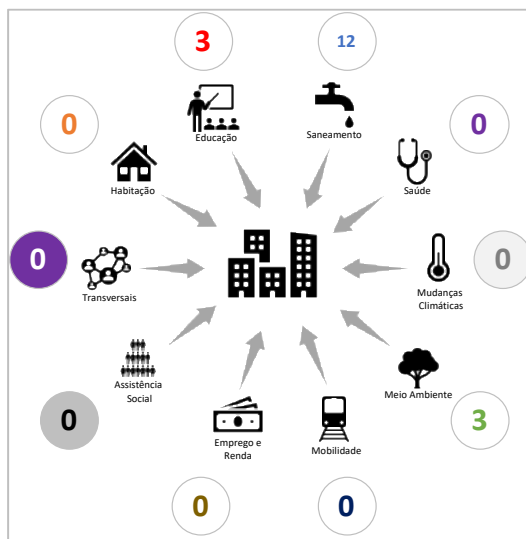 3
12
Educação
Saneamento
0
0
Habitação
Saúde
0
0
Transversais
Mudanças
Climáticas
Assistência
Social
Meio Ambiente
0
3
Emprego e
Renda
Mobilidade
0
0